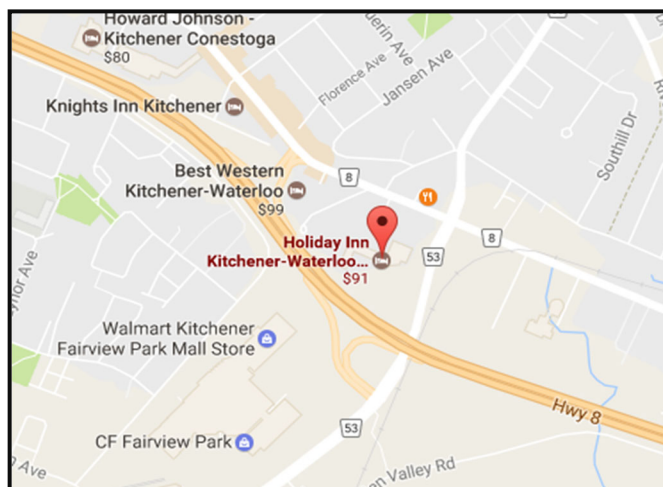 Howard Johnson -
Kitchener Conestoga
$80
Ave
Florence Ave
Jansen Ave
Knights Inn Kitchener
Southill Dr
Best Western
Kitchener-Waterloo
$99
8
Holiday Inn
Kitchener-Waterloo...
$91
8
53
Walmart Kitchener
Fairview Park Mall Store
Hwy 8
53
CF Fairview Park
Ave
Valley Rd